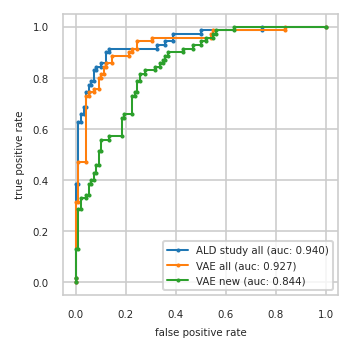 1.0
0.8
0.6
0.4
0.2
0.0
true positive rate
ALD study all (auc: 0.940)
VAE all (auc: 0.927)
VAE new (auc: 0.844)
0.0 0.2 0.4 0.6 0.8 1.0
false positive rate